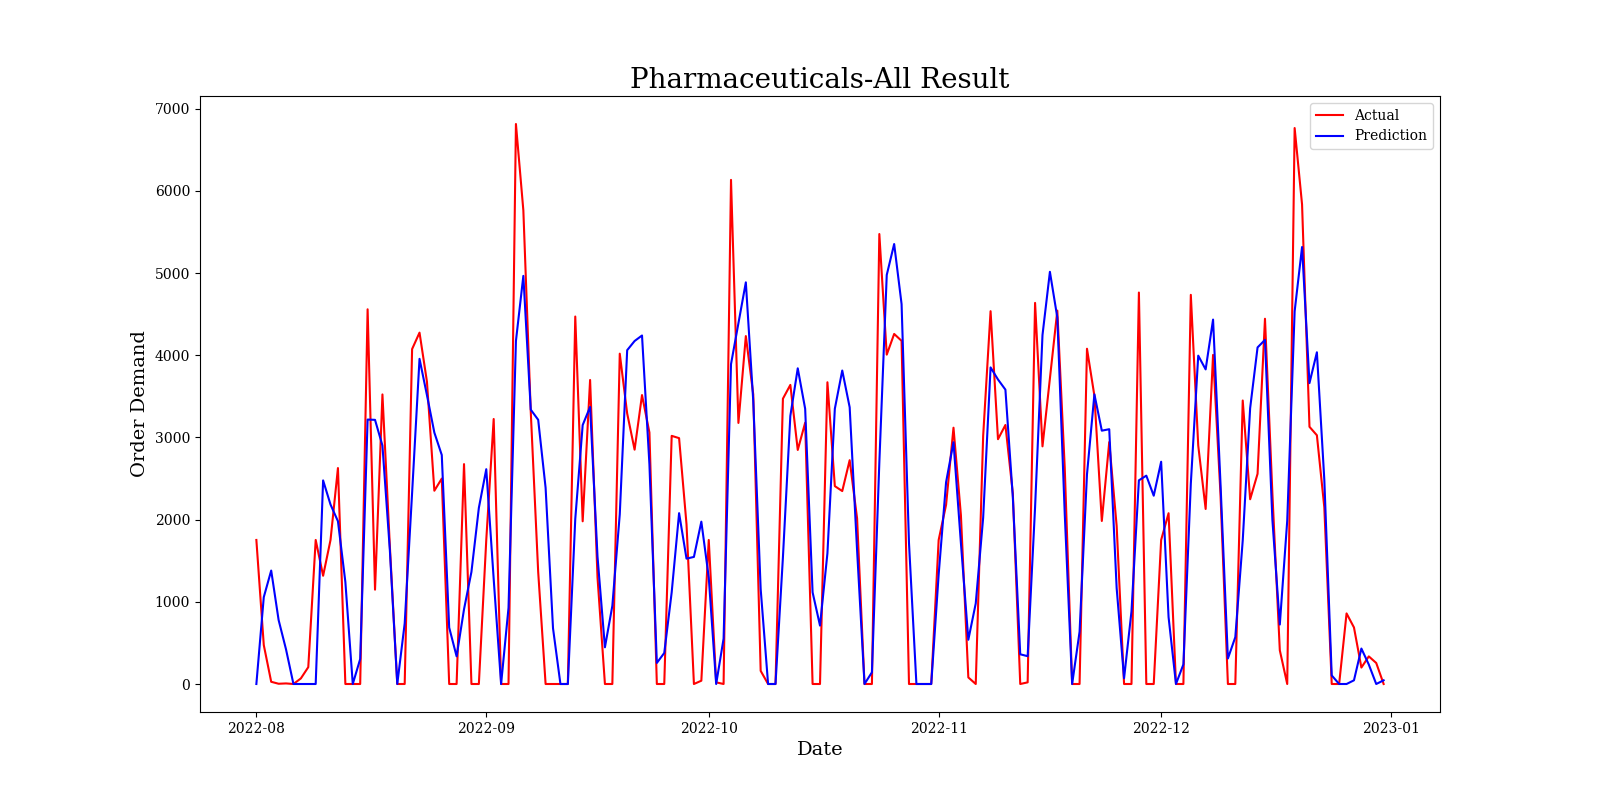 Pharmaceuticals-All Result
Actual
Prediction
7000
6000
5000
4000
3000
2000
1000
0
Order Demand
2022-08 2022-09 2022-10 2022-11 2022-12 2023-01
Date